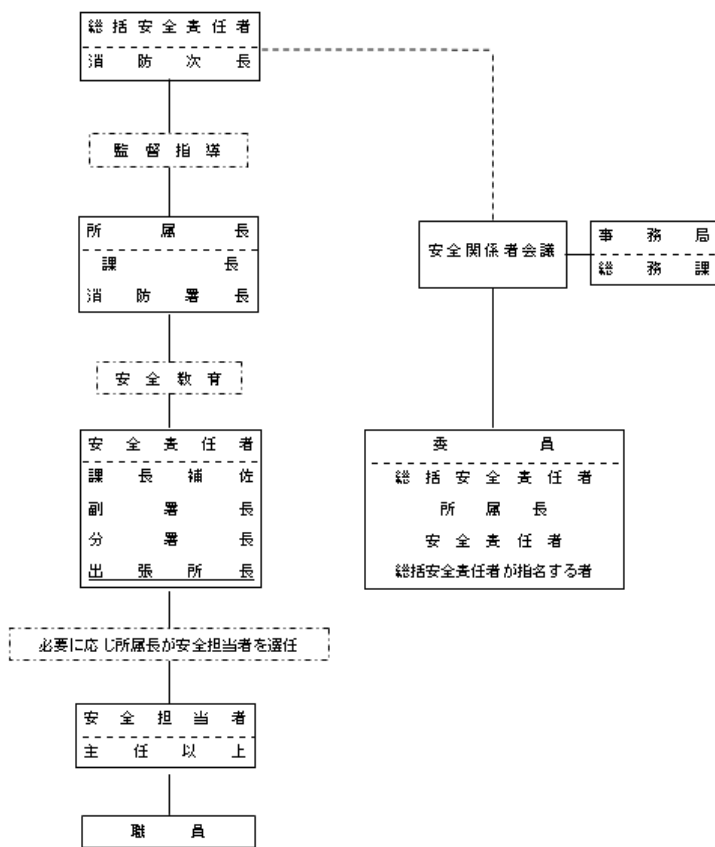 総括安全責任者
消防次長
監督指導
所属長
課長
消防署長
安全関係者会議
事務局
総務課
安全教育
安全責任者
課長補佐
副署長
分署長
出張所長
委員
総括安全責任者
所属長
安全責任者
総括安全責任者が指名する者
必要に応じ所属長が安全担当者を選任
安全担当者
主任以上
職員